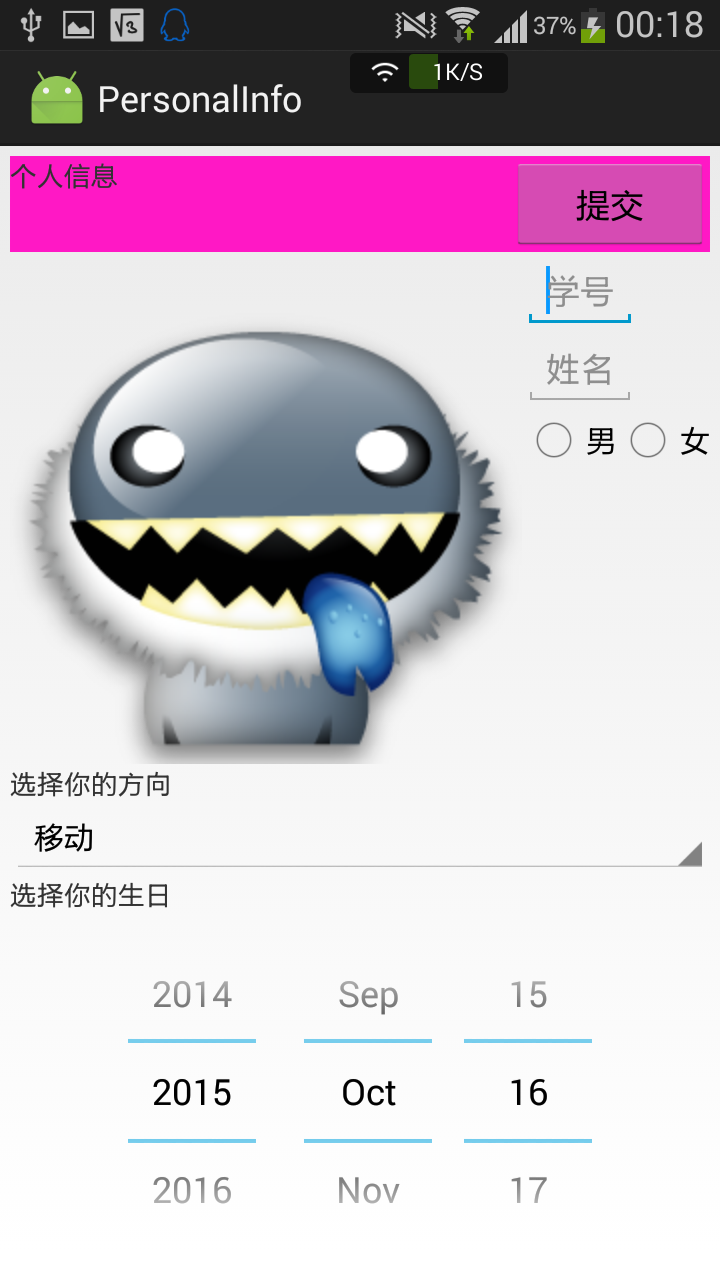 37% 00:18
1K/S
PersonalInfo
个人信息
提交
学号
姓名
男 女
选择你的方向
移动
选择你的生日
2014 Sep 15
2015 Oct 16
2016 Nov 17